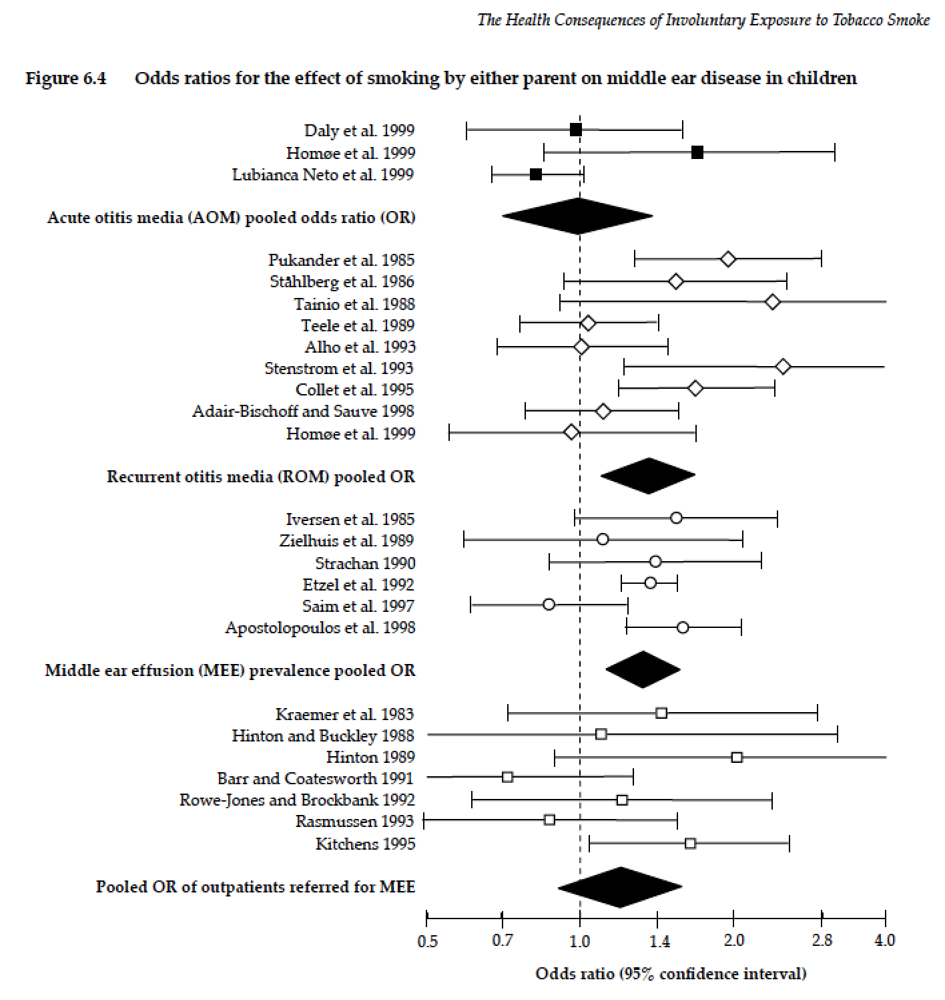 The Health Consequences of Involuntary Exposure to Tobacco Smoke
Figure 6.4 Odds ratios for the effect of smoking by either parent on middle ear disease in children
Daly et al. 1999
Homøe et al. 1999
Lubianca Neto et al. 1999
Acute otitis media (AOM) pooled odds ratio (OR)
Pukander et al. 1985
Ståhlberg et al. 1986
Tainio et al. 1988
Teele et al. 1989
Alho et al. 1993
Stenstrom et al. 1993
Collet et al. 1995
Adair-Bischoff and Sauve 1998
Homøe et al. 1999
Recurrent otitis media (ROM) pooled OR
Iversen et al. 1985
Zielhuis et al. 1989
Strachan 1990
Etzel et al. 1992
Saim et al. 1997
Apostolopoulos et al. 1998
Middle ear effusion (MEE) prevalence pooled OR
Kraemer et al. 1983
Hinton and Buckley 1988
Hinton 1989
Barr and Coatesworth 1991
Rowe-Jones and Brockbank 1992
Rasmussen 1993
Kitchens 1995
Pooled OR of outpatients referred for MEE
0.5 0.7 1.0 1.4 2.0 2.8 4.0
Odds ratio (95% confidence interval)